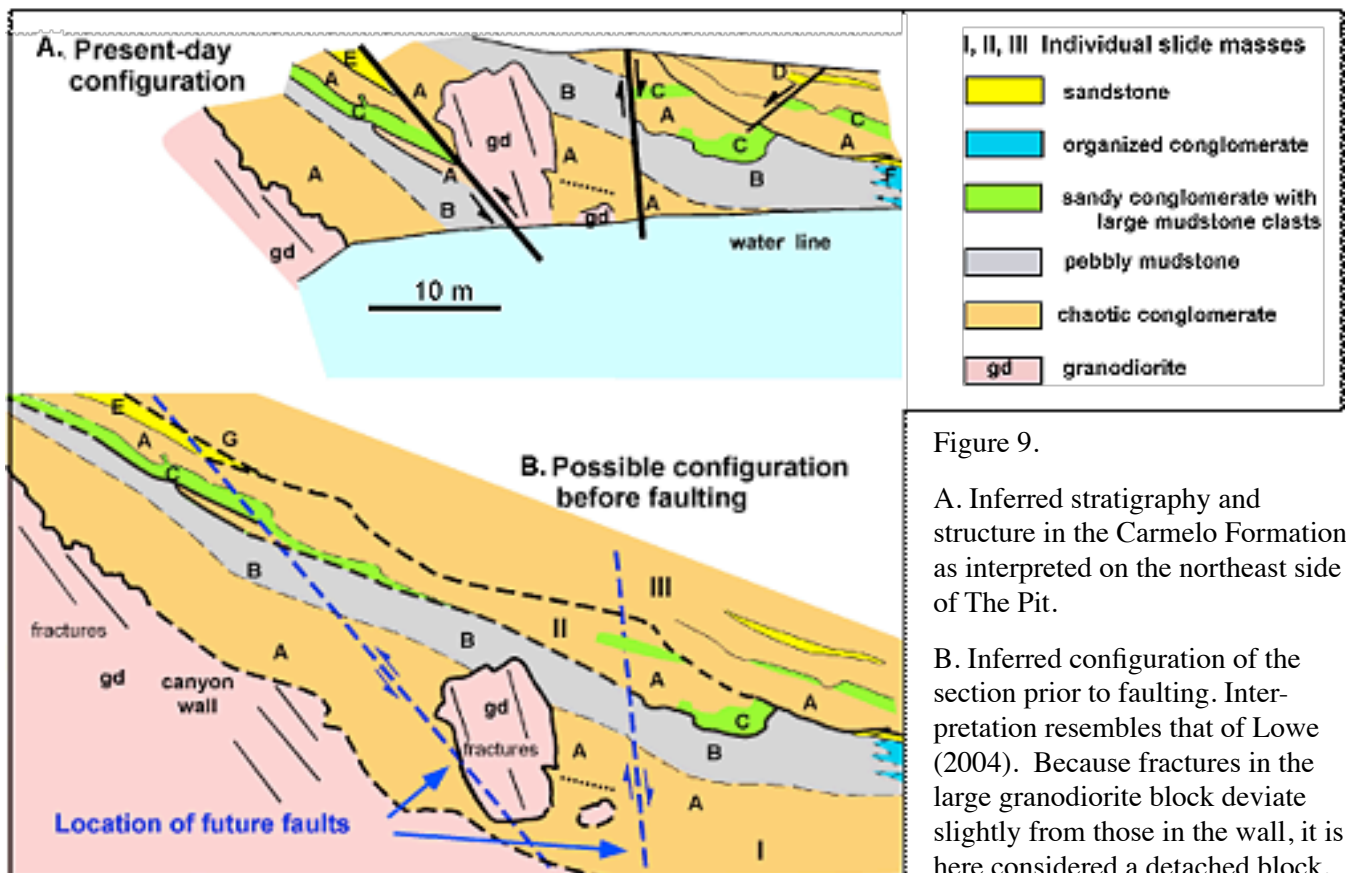 A. Present-day
configuration
E
A
A
C
?
A
A
B
gd
gd
B
A
gd
A
C
A
D
C
A
C
B
F
water line
10 m
I, II, III Individual slide masses
sandstone
organized conglomerate
sandy conglomerate with
large mudstone clasts
pebbly mudstone
chaotic conglomerate
gd granodiorite
B. Possible configuration
before faulting
E
A
G
C
B
A
fractures
gd
canyon
wall
B
II
III
gd
fractures
A
A
C
A
B
A
I
Location of future faults
Figure 9.
A. Inferred stratigraphy and
structure in the Carmelo Formation
as interpreted on the northeast side
of The Pit.
B. Inferred configuration of the
section prior to faulting. Inter-
pretation resembles that of Lowe
(2004). Because fractures in the
large granodiorite block deviate
slightly from those in the wall, it is
here considered a detached block.